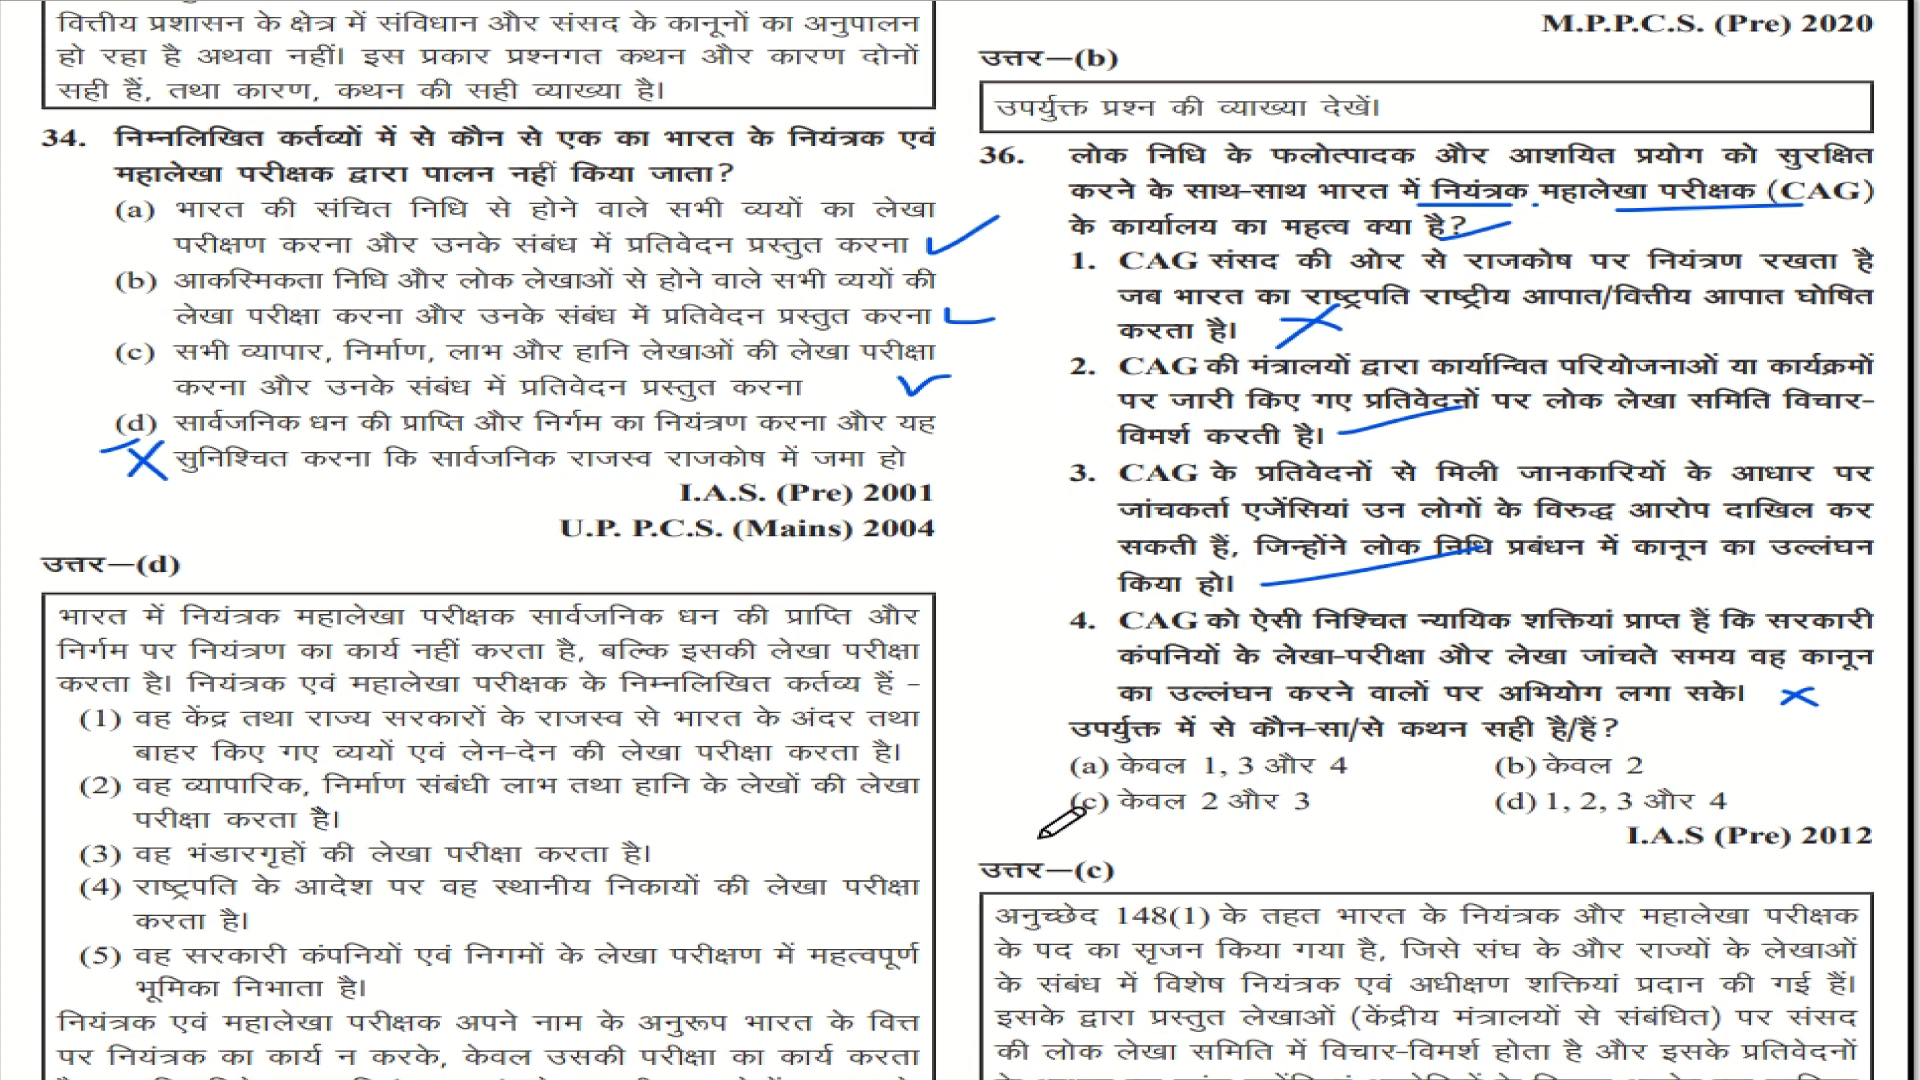 वित्तीय प्रशासन के क्षेत्र में संविधान और संसद के कानूनों का अनुपालन
हो रहा है अथवा नहीं। इस प्रकार प्रश्नगत कथन और कारण दोनों
सही हैं, तथा कारण, कथन की सही व्याख्या है।
34. निम्नलिखित कर्तव्यों में से कौन से एक का भारत के नियंत्रक एवं
महालेखा परीक्षक द्वारा पालन नहीं किया जाता?
(a) भारत की संचित निधि से होने वाले सभी व्ययों का लेखा
परीक्षण करना और उनके संबंध में प्रतिवेदन प्रस्तुत करना
(b) आकस्मिकता निधि और लोक लेखाओं से होने वाले सभी व्ययों की
लेखा परीक्षा करना और उनके संबंध में प्रतिवेदन प्रस्तुत करना
(c) सभी व्यापार, निर्माण, लाभ और हानि लेखाओं की लेखा परीक्षा
करना और उनके संबंध में प्रतिवेदन प्रस्तुत करना
(d) सार्वजनिक धन की प्राप्ति और निर्गम का नियंत्रण करना और यह
सुनिश्चित करना कि सार्वजनिक राजस्व राजकोष में जमा हो
I.A.S. (Pre) 2001
U.P. P.C.S. (Mains) 2004
उत्तर—(d)
भारत में नियंत्रक महालेखा परीक्षक सार्वजनिक धन की प्राप्ति और
निर्गम पर नियंत्रण का कार्य नहीं करता है, बल्कि इसकी लेखा परीक्षा
करता है। नियंत्रक एवं महालेखा परीक्षक के निम्नलिखित कर्तव्य हैं –
(1) वह केंद्र तथा राज्य सरकारों के राजस्व से भारत के अंदर तथा
बाहर किए गए व्ययों एवं लेन-देन की लेखा परीक्षा करता है।
(2) वह व्यापारिक, निर्माण संबंधी लाभ तथा हानि के लेखों की लेखा
परीक्षा करता है।
(3) वह भंडारगृहों की लेखा परीक्षा करता है।
(4) राष्ट्रपति के आदेश पर वह स्थानीय निकायों की लेखा परीक्षा
करता है।
(5) वह सरकारी कंपनियों एवं निगमों के लेखा परीक्षण में महत्वपूर्ण
भूमिका निभाता है।
नियंत्रक एवं महालेखा परीक्षक अपने नाम के अनुरूप भारत के वित्त
पर नियंत्रक का कार्य न करके, केवल उसकी परीक्षा का कार्य करता
M.P.P.C.S. (Pre) 2020
उत्तर—(b)
उपर्युक्त प्रश्न की व्याख्या देखें।
36. लोक निधि के फलोत्पादक और आशयित प्रयोग को सुरक्षित
करने के साथ-साथ भारत में नियंत्रक महालेखा परीक्षक (CAG)
के कार्यालय का महत्व क्या है?
1. CAG संसद की ओर से राजकोष पर नियंत्रण रखता है
जब भारत का राष्ट्रपति राष्ट्रीय आपात/वित्तीय आपात घोषित
करता है।
2. CAG की मंत्रालयों द्वारा कार्यान्वित परियोजनाओं या कार्यक्रमों
पर जारी किए गए प्रतिवेदनों पर लोक लेखा समिति विचार-
विमर्श करती है।
3. CAG के प्रतिवेदनों से मिली जानकारियों के आधार पर
जांचकर्ता एजेंसियां उन लोगों के विरुद्ध आरोप दाखिल कर
सकती हैं, जिन्होंने लोक निधि प्रबंधन में कानून का उल्लंघन
किया हो।
4. CAG को ऐसी निश्चित न्यायिक शक्तियां प्राप्त हैं कि सरकारी
कंपनियों के लेखा-परीक्षा और लेखा जांचते समय वह कानून
का उल्लंघन करने वालों पर अभियोग लगा सके।
उपर्युक्त में से कौन-सा/से कथन सही है/हैं?
(a) केवल 1, 3 और 4 (b) केवल 2
(c) केवल 2 और 3 (d) 1, 2, 3 और 4
I.A.S (Pre) 2012
उत्तर—(c)
अनुच्छेद 148(1) के तहत भारत के नियंत्रक और महालेखा परीक्षक
के पद का सृजन किया गया है, जिसे संघ के और राज्यों के लेखाओं
के संबंध में विशेष नियंत्रक एवं अधीक्षण शक्तियां प्रदान की गई हैं।
इसके द्वारा प्रस्तुत लेखाओं (केंद्रीय मंत्रालयों से संबंधित) पर संसद
की लोक लेखा समिति में विचार-विमर्श होता है और इसके प्रतिवेदनों